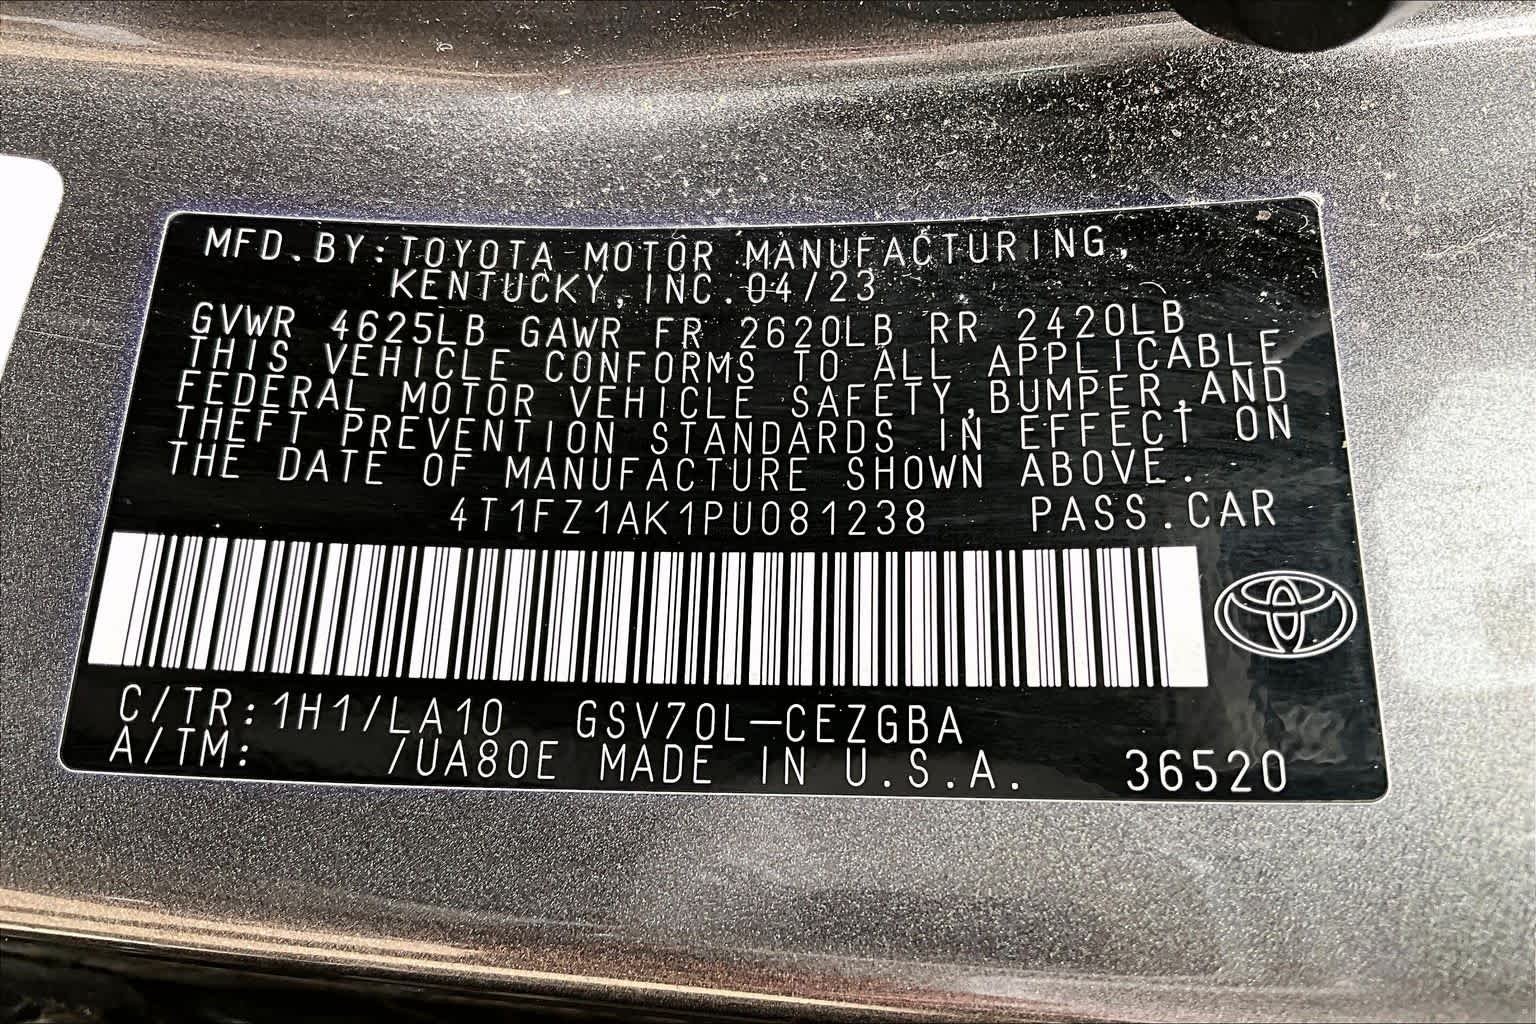 MFD.BY:TOYOTA MOTOR MANUFACTURING,
KENTUCKY,INC.04/23
GVWR 4625LB GAWR FR 2620LB RR 2420LB
THIS VEHICLE CONFORMS TO ALL APPLICABLE
FEDERAL MOTOR VEHICLE SAFETY,BUMPER,AND
THEFT PREVENTION STANDARDS IN EFFECT ON
THE DATE OF MANUFACTURE SHOWN ABOVE.
4T1FZ1AK1PU081238 PASS.CAR
C/TR:1H1/LA10 GSV70L-CEZGBA
A/TM: /UA80E MADE IN U.S.A. 36520